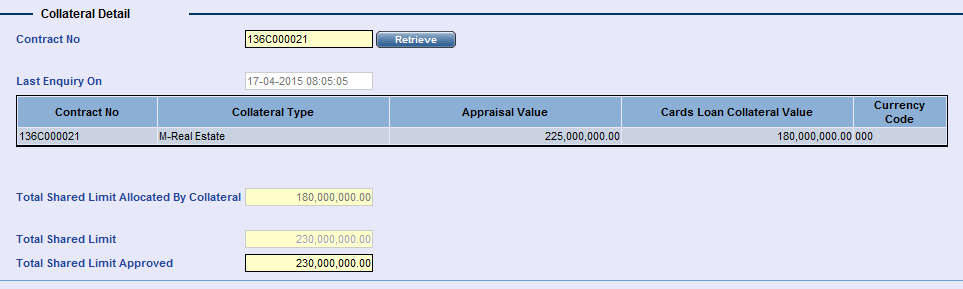 Collateral Detail
Contract No 136C000021 Retrieve
Last Enquiry On 17-04-2015 08:05:05
Contract No Collateral Type Appraisal Value Cards Loan Collateral Value Currency Code
136C000021 M-Real Estate 225,000,000.00 180,000,000.00 000
Total Shared Limit Allocated By Collateral 180,000,000.00
Total Shared Limit 230,000,000.00
Total Shared Limit Approved 230,000,000.00